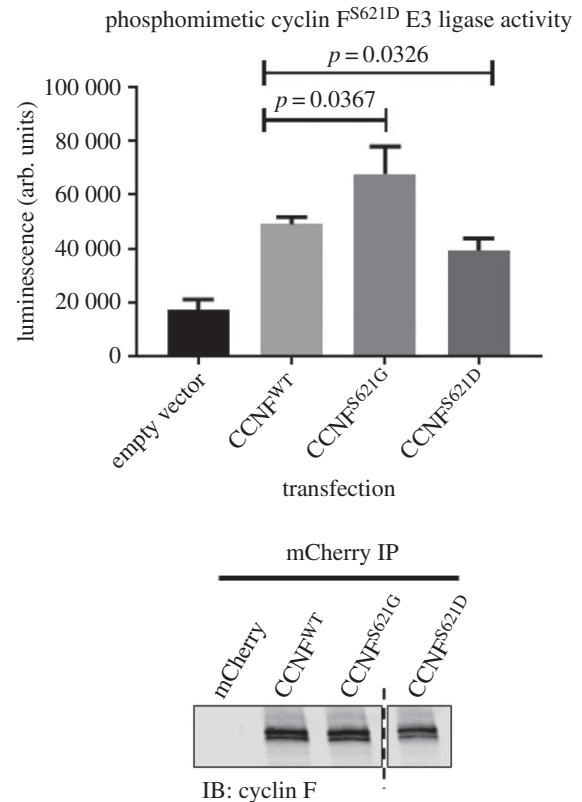 phosphomimetic cyclin F^S621D E3 ligase activity
p = 0.0326
p = 0.0367
100 000
80 000
60 000
40 000
20 000
0
luminescence (arb. units)
empty vector
CCNF^WT
CCNF^S621G
CCNF^S621D
transfection
mCherry IP
mCherry
CCNF^WT
CCNF^S621G
CCNF^S621D
IB: cyclin F